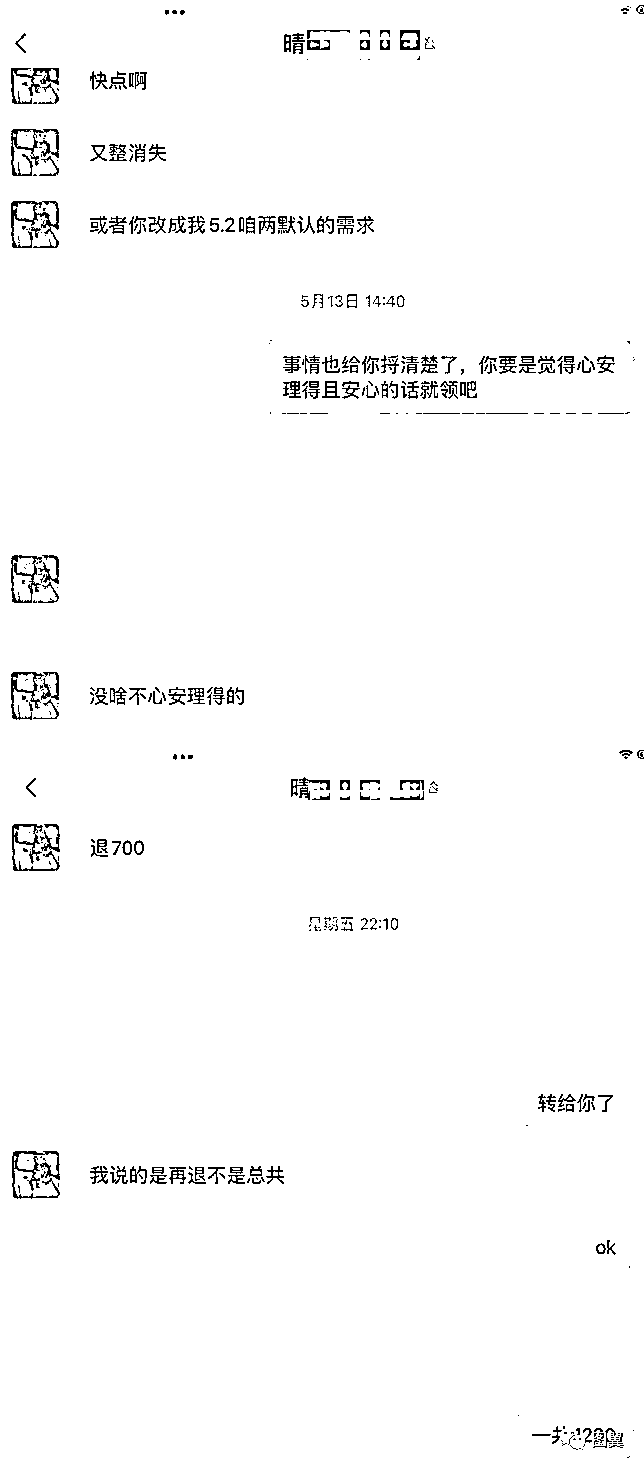 晴
快点啊
又整消失
或者你改成我5.2咱两默认的需求
5月13日 14:40
事情也给你捋清楚了，你要是觉得心安
理得且安心的话就领吧
没啥不心安理得的
晴
退700
星期五 22:10
转给你了
我说的是再退不是总共
ok
一共1200
图翼